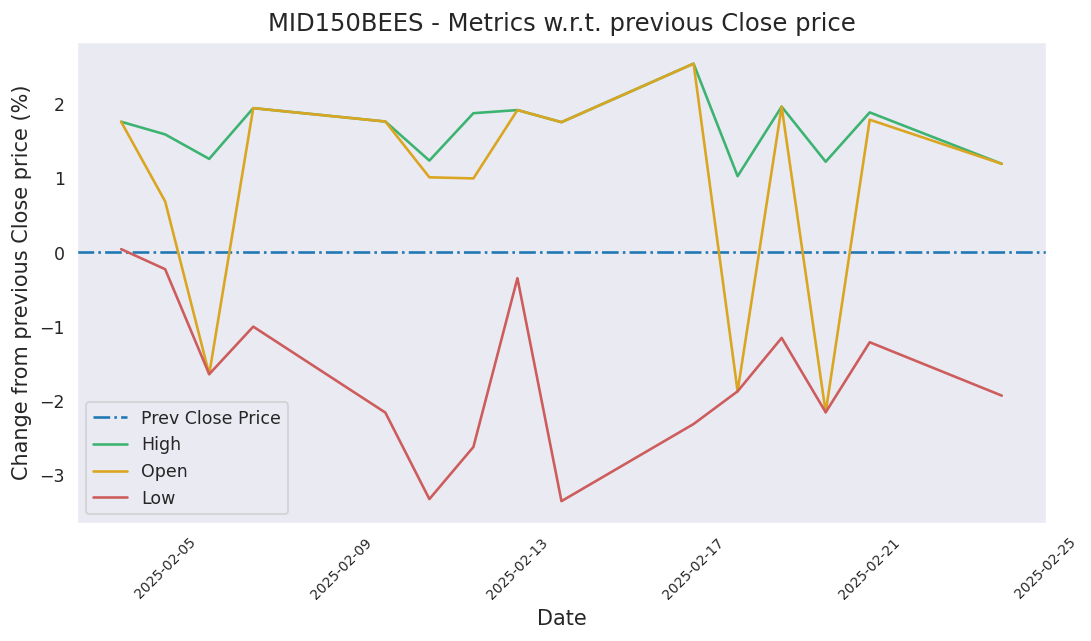 MID150BEES - Metrics w.r.t. previous Close price
Change from previous Close price (%)
2
1
0
−1
−2
−3
Prev Close Price
High
Open
Low
2025-02-05
2025-02-09
2025-02-13
2025-02-17
2025-02-21
2025-02-25
Date